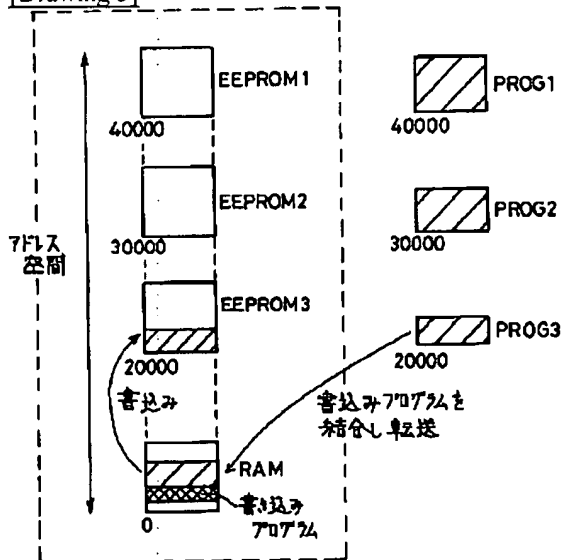 EEPROM1
PROG1
40000
40000
EEPROM2
PROG2
30000
30000
アドレス
空間
EEPROM3
PROG3
20000
20000
書込み
書込みプログラムを
結合し転送
RAM
書き込み
プログラム
0